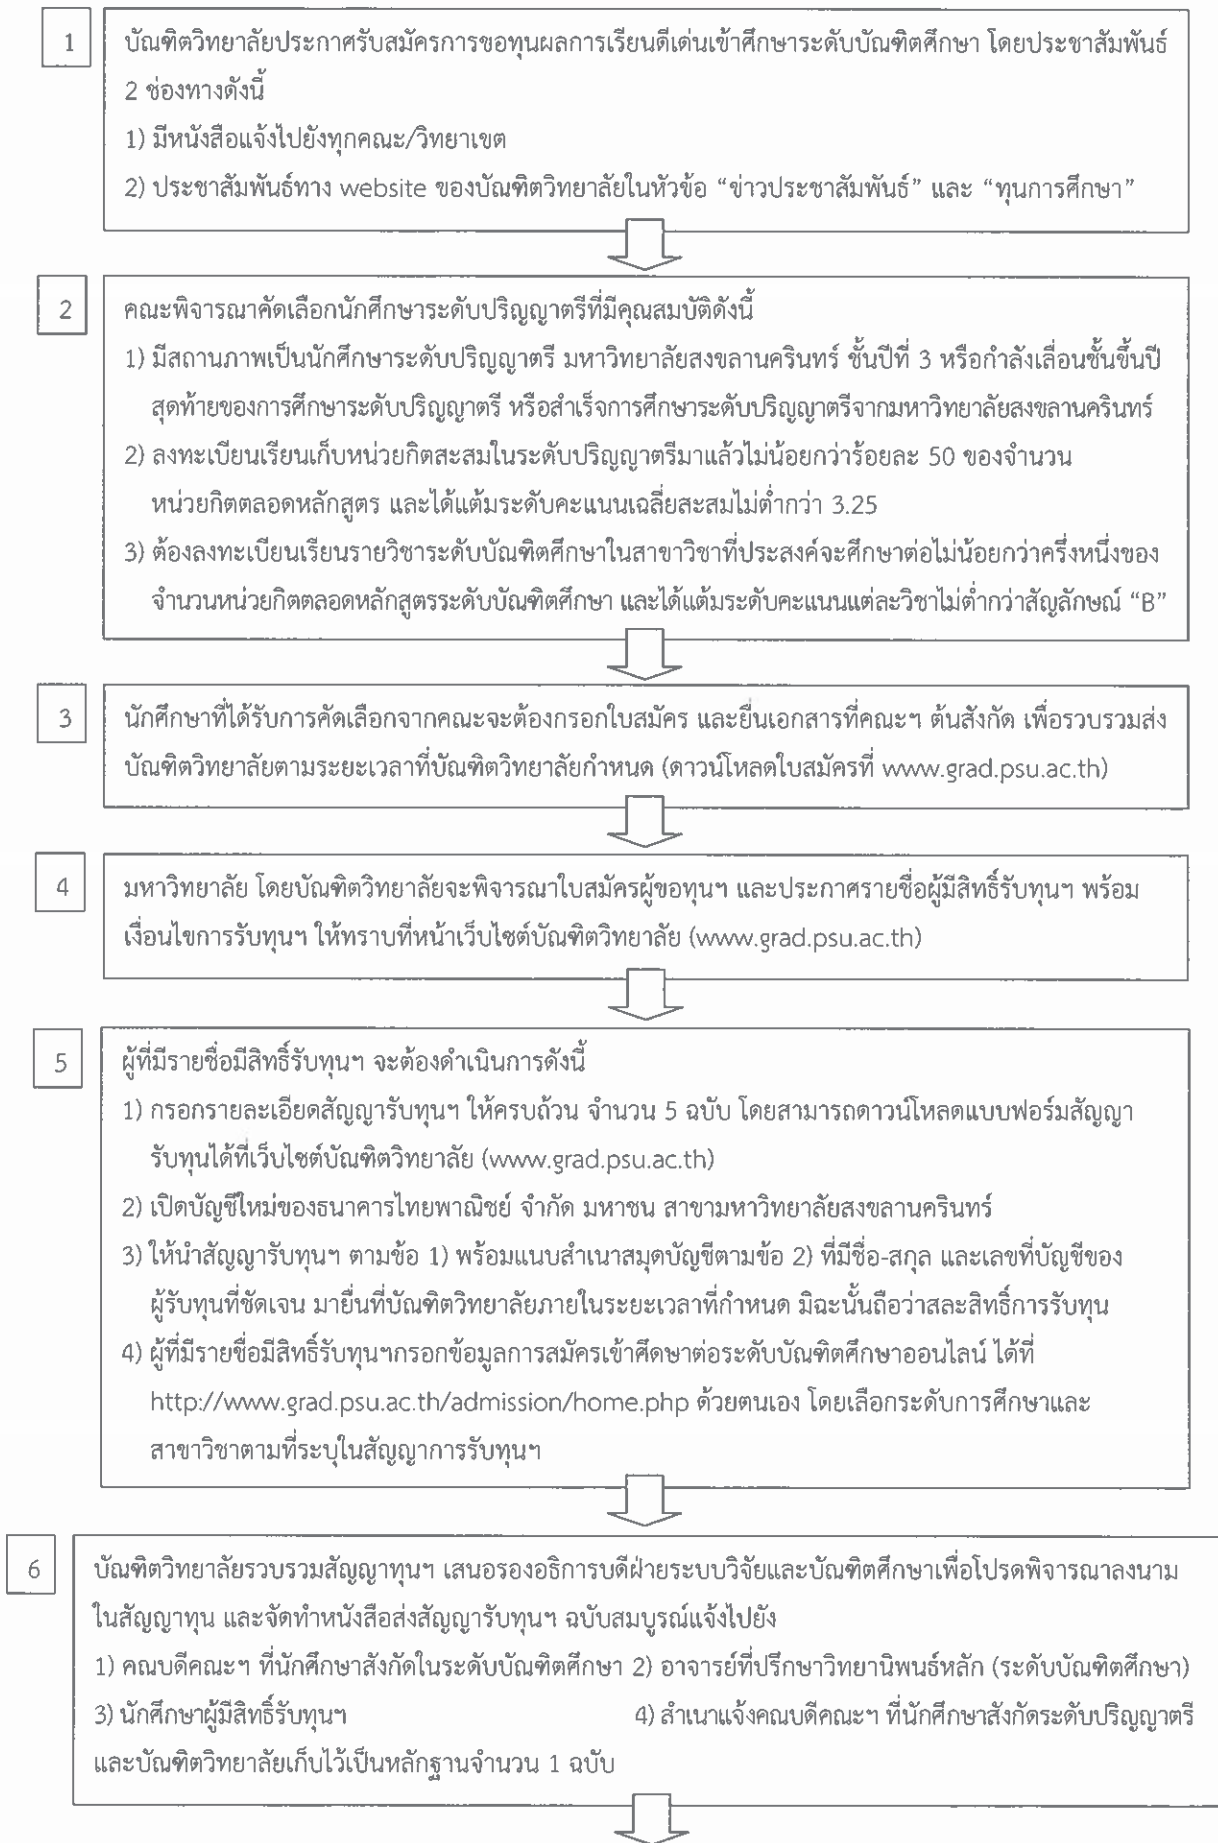 1
บัณฑิตวิทยาลัยประกาศรับสมัครการขอทุนผลการเรียนดีเด่นเข้าศึกษาระดับบัณฑิตศึกษา โดยประชาสัมพันธ์
2 ช่องทางดังนี้
1) มีหนังสือแจ้งไปยังทุกคณะ/วิทยาเขต
2) ประชาสัมพันธ์ทาง website ของบัณฑิตวิทยาลัยในหัวข้อ “ข่าวประชาสัมพันธ์” และ “ทุนการศึกษา”
2
คณะพิจารณาคัดเลือกนักศึกษาระดับปริญญาตรีที่มีคุณสมบัติดังนี้
1) มีสถานภาพเป็นนักศึกษาระดับปริญญาตรี มหาวิทยาลัยสงขลานครินทร์ ชั้นปีที่ 3 หรือกำลังเลื่อนชั้นขึ้นปี
สุดท้ายของการศึกษาระดับปริญญาตรี หรือสำเร็จการศึกษาระดับปริญญาตรีจากมหาวิทยาลัยสงขลานครินทร์
2) ลงทะเบียนเรียนเก็บหน่วยกิตสะสมในระดับปริญญาตรีมาแล้วไม่น้อยกว่าร้อยละ 50 ของจำนวน
หน่วยกิตตลอดหลักสูตร และได้แต้มระดับคะแนนเฉลี่ยสะสมไม่ต่ำกว่า 3.25
3) ต้องลงทะเบียนเรียนรายวิชาระดับบัณฑิตศึกษาในสาขาวิชาที่ประสงค์จะศึกษาต่อไม่น้อยกว่าครึ่งหนึ่งของ
จำนวนหน่วยกิตตลอดหลักสูตรระดับบัณฑิตศึกษา และได้แต้มระดับคะแนนแต่ละวิชาไม่ต่ำกว่าสัญลักษณ์ “B”
3
นักศึกษาที่ได้รับการคัดเลือกจากคณะจะต้องกรอกใบสมัคร และยื่นเอกสารที่คณะฯ ต้นสังกัด เพื่อรวบรวมส่ง
บัณฑิตวิทยาลัยตามระยะเวลาที่บัณฑิตวิทยาลัยกำหนด (ดาวน์โหลดใบสมัครที่ www.grad.psu.ac.th)
4
มหาวิทยาลัย โดยบัณฑิตวิทยาลัยจะพิจารณาใบสมัครผู้ขอทุนฯ และประกาศรายชื่อผู้มีสิทธิ์รับทุนฯ พร้อม
เงื่อนไขการรับทุนฯ ให้ทราบที่หน้าเว็บไซต์บัณฑิตวิทยาลัย (www.grad.psu.ac.th)
5
ผู้ที่มีรายชื่อมีสิทธิ์รับทุนฯ จะต้องดำเนินการดังนี้
1) กรอกรายละเอียดสัญญารับทุนฯ ให้ครบถ้วน จำนวน 5 ฉบับ โดยสามารถดาวน์โหลดแบบฟอร์มสัญญา
รับทุนได้ที่เว็บไซต์บัณฑิตวิทยาลัย (www.grad.psu.ac.th)
2) เปิดบัญชีใหม่ของธนาคารไทยพาณิชย์ จำกัด มหาชน สาขามหาวิทยาลัยสงขลานครินทร์
3) ให้นำสัญญารับทุนฯ ตามข้อ 1) พร้อมแนบสำเนาสมุดบัญชีตามข้อ 2) ที่มีชื่อ-สกุล และเลขที่บัญชีของ
ผู้รับทุนที่ชัดเจน มายื่นที่บัณฑิตวิทยาลัยภายในระยะเวลาที่กำหนด มิฉะนั้นถือว่าสละสิทธิ์การรับทุน
4) ผู้ที่มีรายชื่อมีสิทธิ์รับทุนฯกรอกข้อมูลการสมัครเข้าศึดษาต่อระดับบัณฑิตศึกษาออนไลน์ ได้ที่
http://www.grad.psu.ac.th/admission/home.php ด้วยตนเอง โดยเลือกระดับการศึกษาและ
สาขาวิชาตามที่ระบุในสัญญาการรับทุนฯ
6
บัณฑิตวิทยาลัยรวบรวมสัญญาทุนฯ เสนอรองอธิการบดีฝ่ายระบบวิจัยและบัณฑิตศึกษาเพื่อโปรดพิจารณาลงนาม
ในสัญญาทุน และจัดทำหนังสือส่งสัญญารับทุนฯ ฉบับสมบูรณ์แจ้งไปยัง
1) คณบดีคณะฯ ที่นักศึกษาสังกัดในระดับบัณฑิตศึกษา 2) อาจารย์ที่ปรึกษาวิทยานิพนธ์หลัก (ระดับบัณฑิตศึกษา)
3) นักศึกษาผู้มีสิทธิ์รับทุนฯ 4) สำเนาแจ้งคณบดีคณะฯ ที่นักศึกษาสังกัดระดับปริญญาตรี
และบัณฑิตวิทยาลัยเก็บไว้เป็นหลักฐานจำนวน 1 ฉบับ